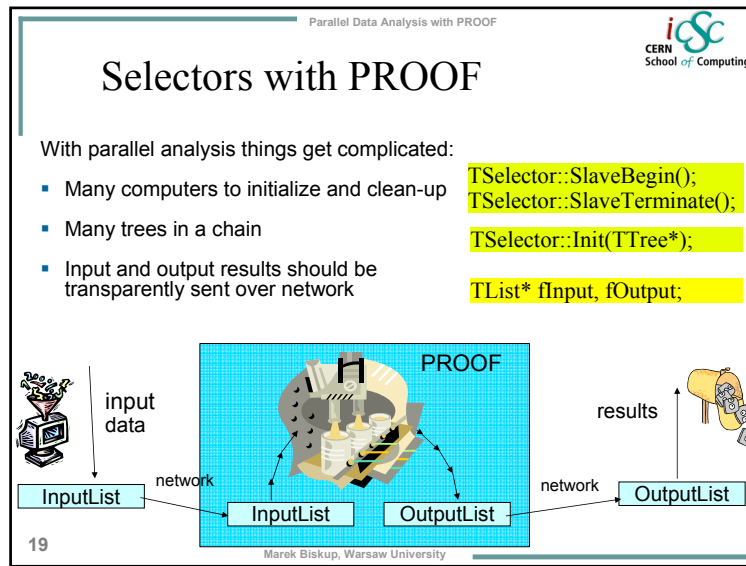 Parallel Data Analysis with PROOF
iCSC
CERN
School of Computing
Selectors with PROOF
With parallel analysis things get complicated:
▪ Many computers to initialize and clean-up
TSelector::SlaveBegin();
TSelector::SlaveTerminate();
▪ Many trees in a chain
TSelector::Init(TTree*);
▪ Input and output results should be
transparently sent over network
TList* fInput, fOutput;
PROOF
input
data
results
network
network
InputList
InputList
OutputList
OutputList
19
Marek Biskup, Warsaw University